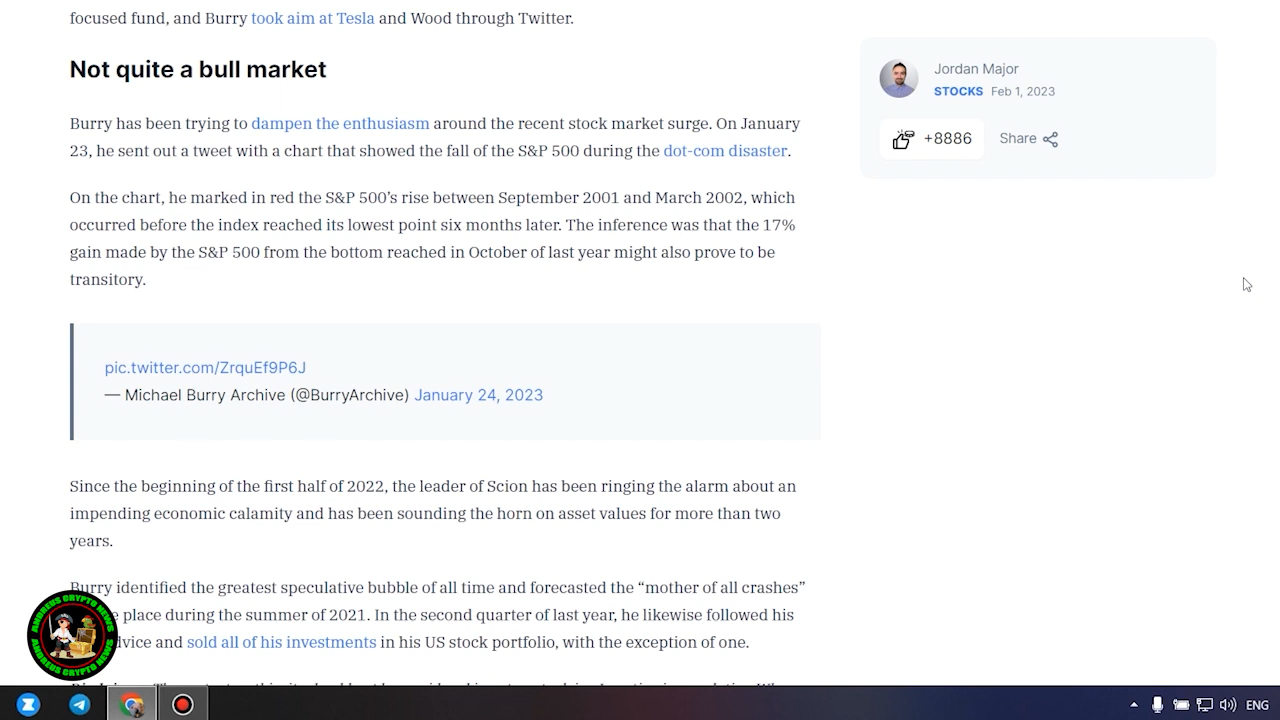 focused fund, and Burry took aim at Tesla and Wood through Twitter.
Not quite a bull market
Burry has been trying to dampen the enthusiasm around the recent stock market surge. On January
23, he sent out a tweet with a chart that showed the fall of the S&P 500 during the dot-com disaster.
On the chart, he marked in red the S&P 500’s rise between September 2001 and March 2002, which
occurred before the index reached its lowest point six months later. The inference was that the 17%
gain made by the S&P 500 from the bottom reached in October of last year might also prove to be
transitory.
pic.twitter.com/ZrquEf9P6J
— Michael Burry Archive (@BurryArchive) January 24, 2023
Since the beginning of the first half of 2022, the leader of Scion has been ringing the alarm about an
impending economic calamity and has been sounding the horn on asset values for more than two
years.
Burry identified the greatest speculative bubble of all time and forecasted the “mother of all crashes”
place during the summer of 2021. In the second quarter of last year, he likewise followed his
and sold all of his investments in his US stock portfolio, with the exception of one.
Jordan Major
STOCKS Feb 1, 2023
+8886 Share
ANDREUS CRYPTO NEWS
ANDREUS CRYPTO NEWS
ENG